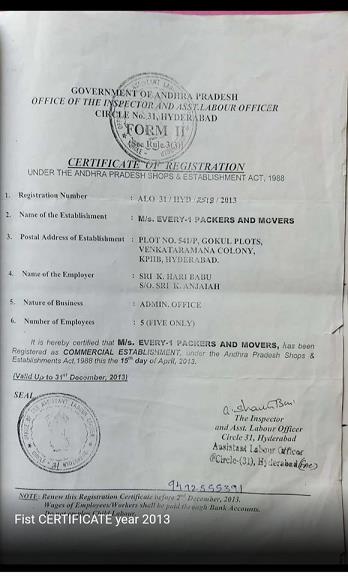 GOVERNMENT OF ANDHRA PRADESH
OFFICE OF THE INSPECTOR AND ASST.LABOUR OFFICER
CIRCLE No.31, HYDERABAD
FORM II
(See Rule.3(3))
CERTIFICATE OF REGISTRATION
UNDER THE ANDHRA PRADESH SHOPS & ESTABLISHMENT ACT, 1988
1. Registration Number : ALO 31/HYD /2519/ 2013
2. Name of the Establishment : M/s. EVERY-1 PACKERS AND MOVERS
3. Postal Address of Establishment : PLOT NO. 541/P, GOKUL PLOTS,
VENKATARAMANA COLONY,
KPHB, HYDERABAD.
4. Name of the Employer : SRI K. HARI BABU
S/O. SRI K. ANJAIAH
5. Nature of Business : ADMIN. OFFICE
6. Number of Employees : 5 (FIVE ONLY)
It is hereby certified that M/s. EVERY-1 PACKERS AND MOVERS, has been
Registered as COMMERCIAL ESTABLISHMENT, under the Andhra Pradesh Shops &
Establishments Act,1988 this the 15th day of April, 2013.
(Valid Up to 31st December, 2013)
SEAL
The Inspector
and Asst. Labour Officer
Circle 31, Hyderabad
Assistant Labour Officer
Circle-(31), Hyderabad
9492555391
NOTE: Renew this Registration Certificate before 2nd December, 2013.
Wages of Employees/Workers shall be paid through Bank Accounts.
Fist CERTIFICATE year 2013